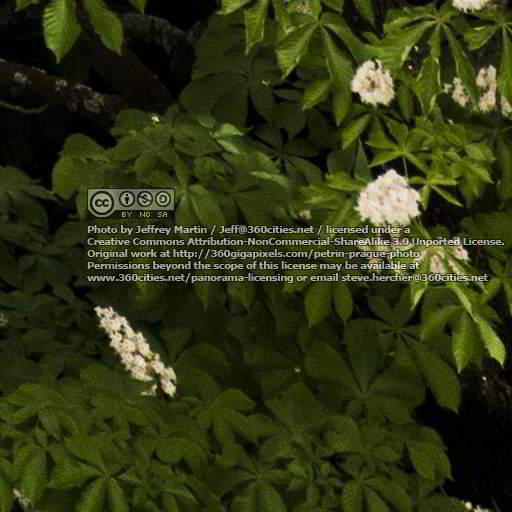 cc
BY NC SA
Photo by Jeffrey Martin / Jeff@360cities.net / licensed under a
Creative Commons Attribution-NonCommercial-ShareAlike 3.0 Unported License.
Original work at http://360gigapixels.com/petrin-prague-photo
Permissions beyond the scope of this license may be available at
www.360cities.net/panorama-licensing or email steve.hercher@360cities.net